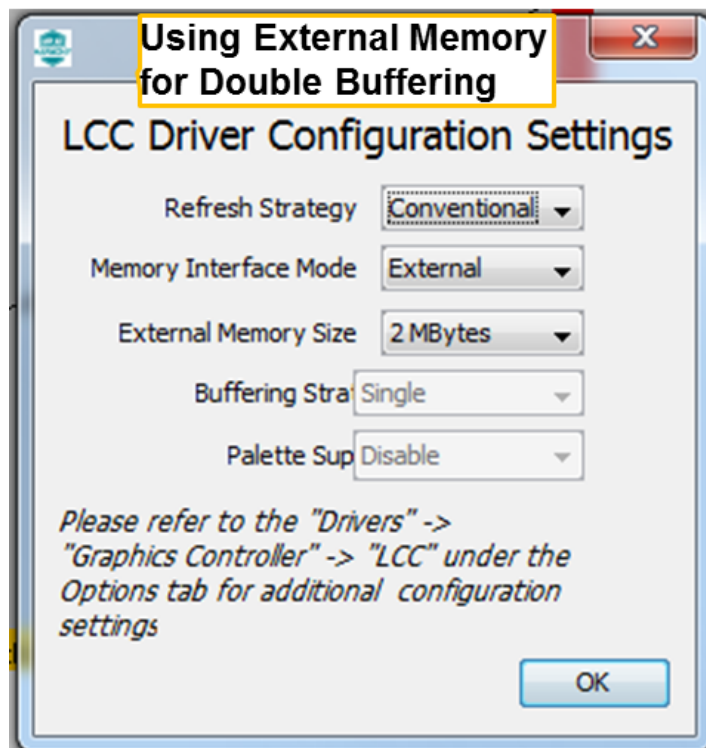 Using External Memory
for Double Buffering
LCC Driver Configuration Settings
Refresh Strategy Conventional
Memory Interface Mode External
External Memory Size 2 MBytes
Buffering Strat Single
Palette Sup Disable
Please refer to the "Drivers" ->
"Graphics Controller" -> "LCC" under the
Options tab for additional configuration
settings
OK